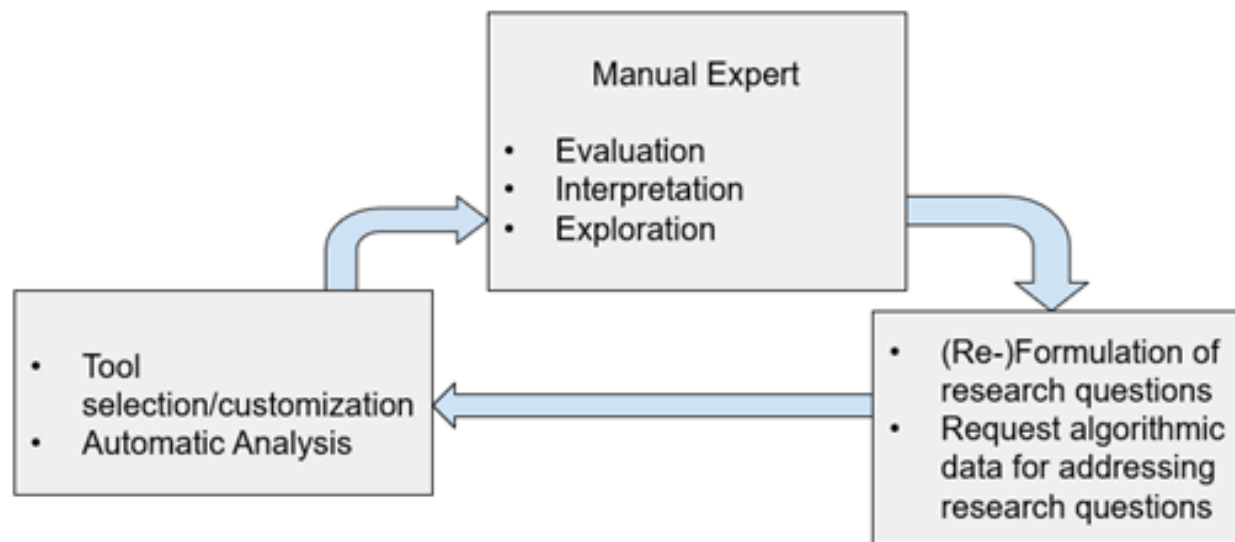 Manual Expert
• Evaluation
• Interpretation
• Exploration
• Tool
selection/customization
• Automatic Analysis
• (Re-)Formulation of
research questions
• Request algorithmic
data for addressing
research questions